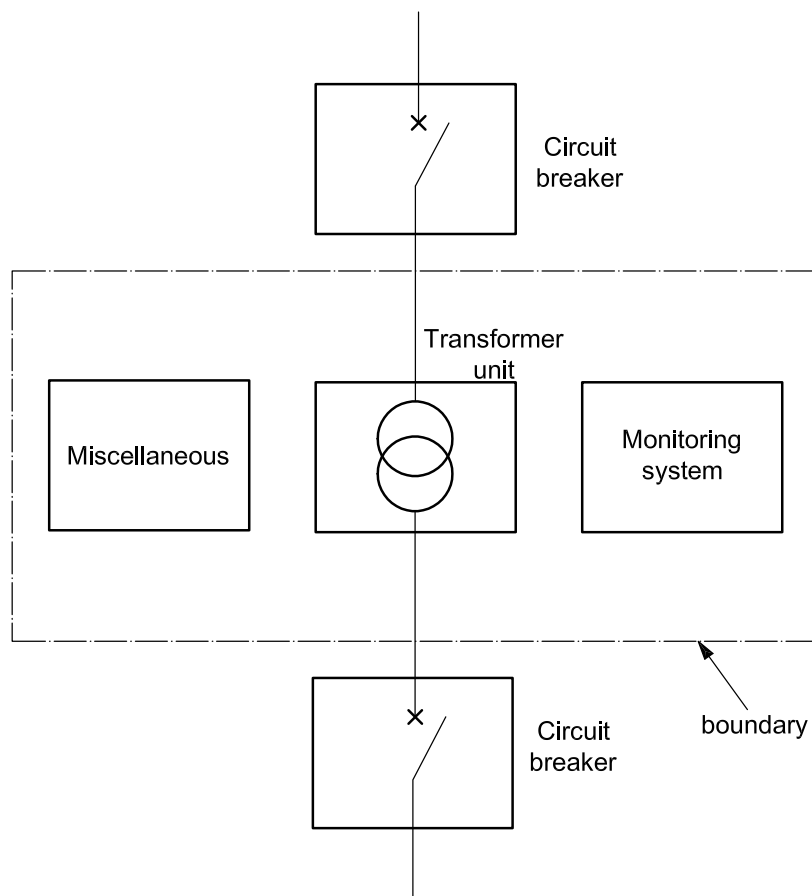 Circuit
breaker
Transformer
unit
Miscellaneous
Monitoring
system
boundary
Circuit
breaker